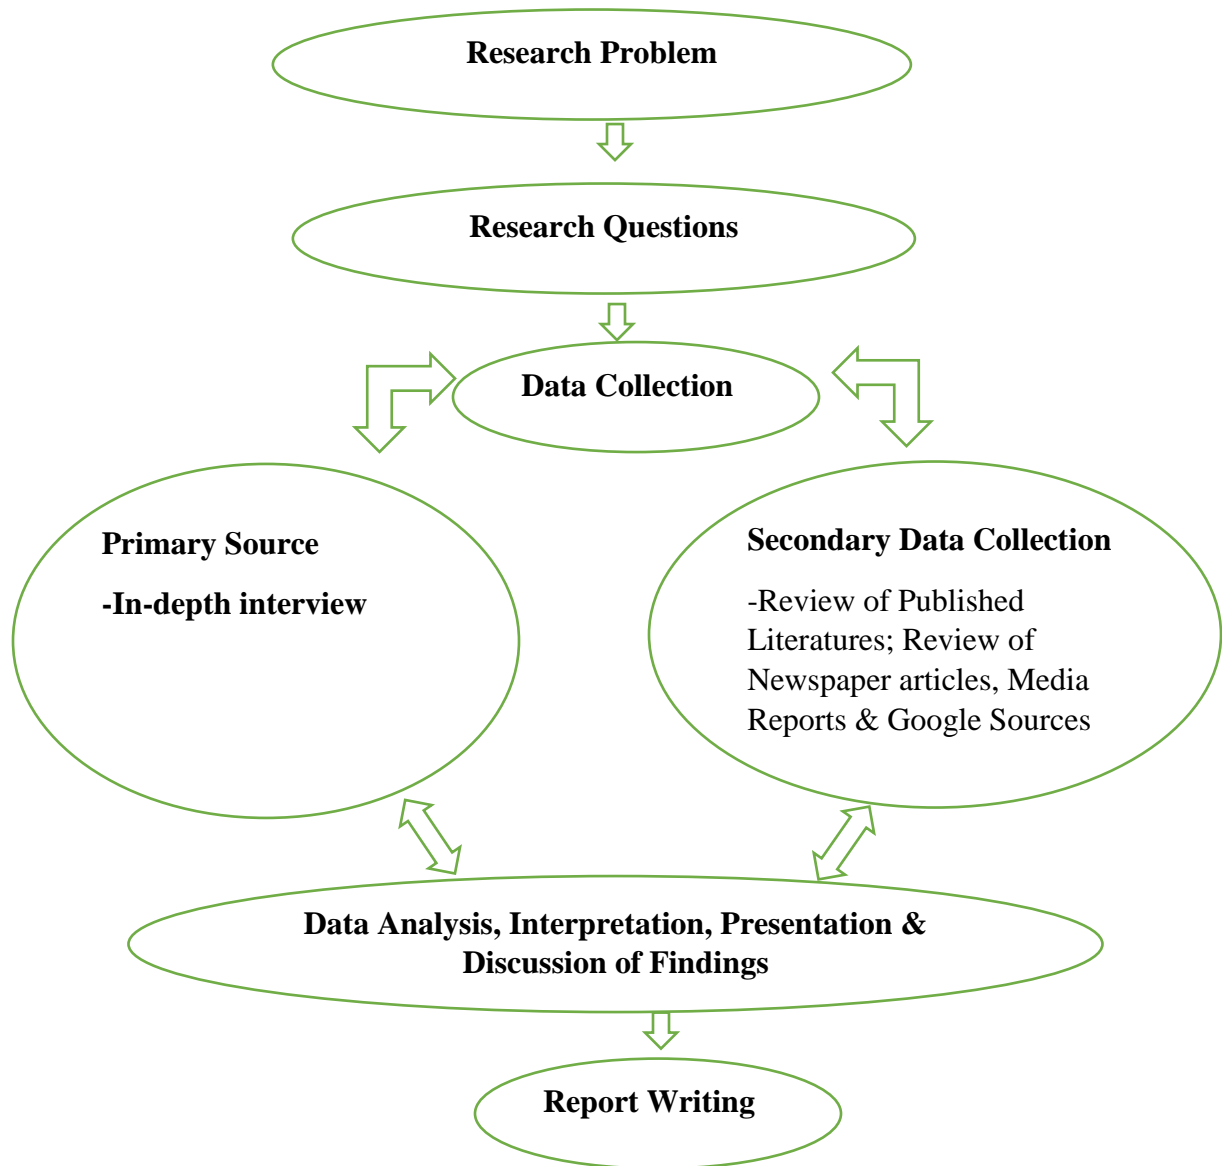 Research Problem
Research Questions
Data Collection
Primary Source
-In-depth interview
Secondary Data Collection
-Review of Published
Literatures; Review of
Newspaper articles, Media
Reports & Google Sources
Data Analysis, Interpretation, Presentation &
Discussion of Findings
Report Writing